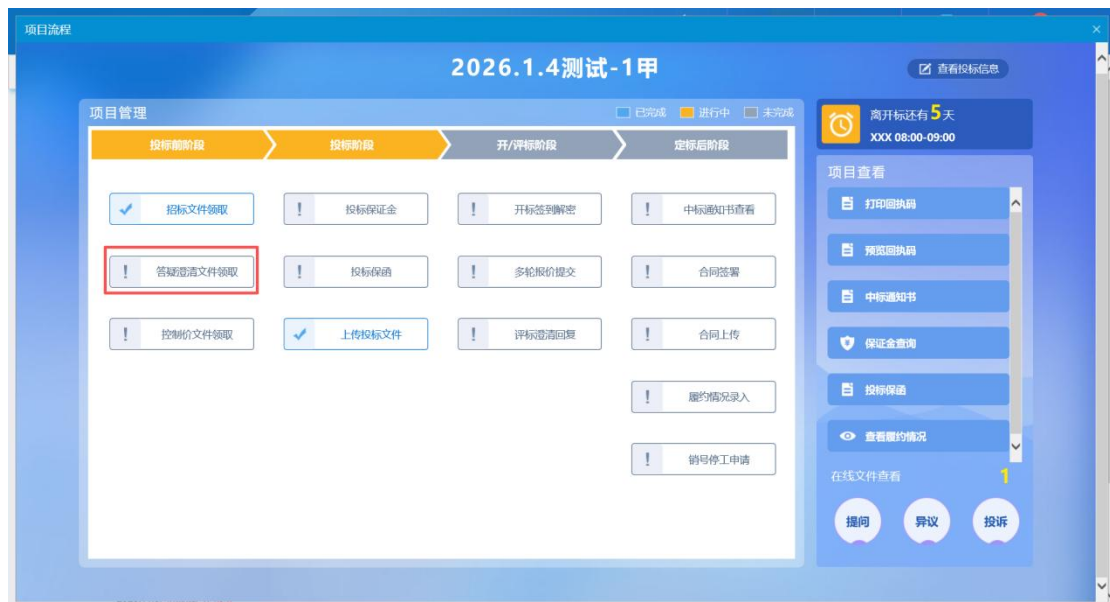 项目流程
2026.1.4测试-1甲
查看投标信息
项目管理
已完成 进行中 未完成
投标前阶段 投标阶段 开/评标阶段 定标后阶段
招标文件领取 投标保证金 开标签到解密 中标通知书查看
答疑澄清文件领取 投标保函 多轮报价提交 合同签署
控制价文件领取 上传投标文件 评标澄清回复 合同上传
履约情况录入
销号停工申请
离开标还有5天
XXX 08:00-09:00
项目查看
打印回执码
预览回执码
中标通知书
保证金查询
投标保函
查看履约情况
在线文件查看 1
提问 异议 投诉